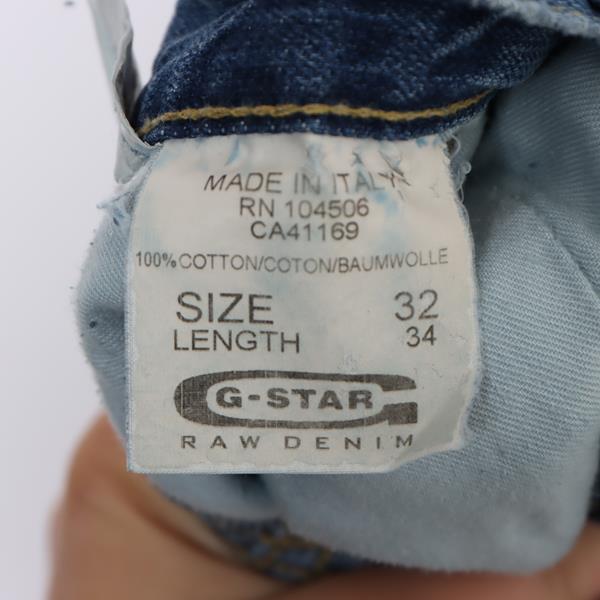 MADE IN ITALY
RN 104506
CA41169
100% COTTON/COTON/BAUMWOLLE
SIZE 32
LENGTH 34
G-STAR
RAW DENIM